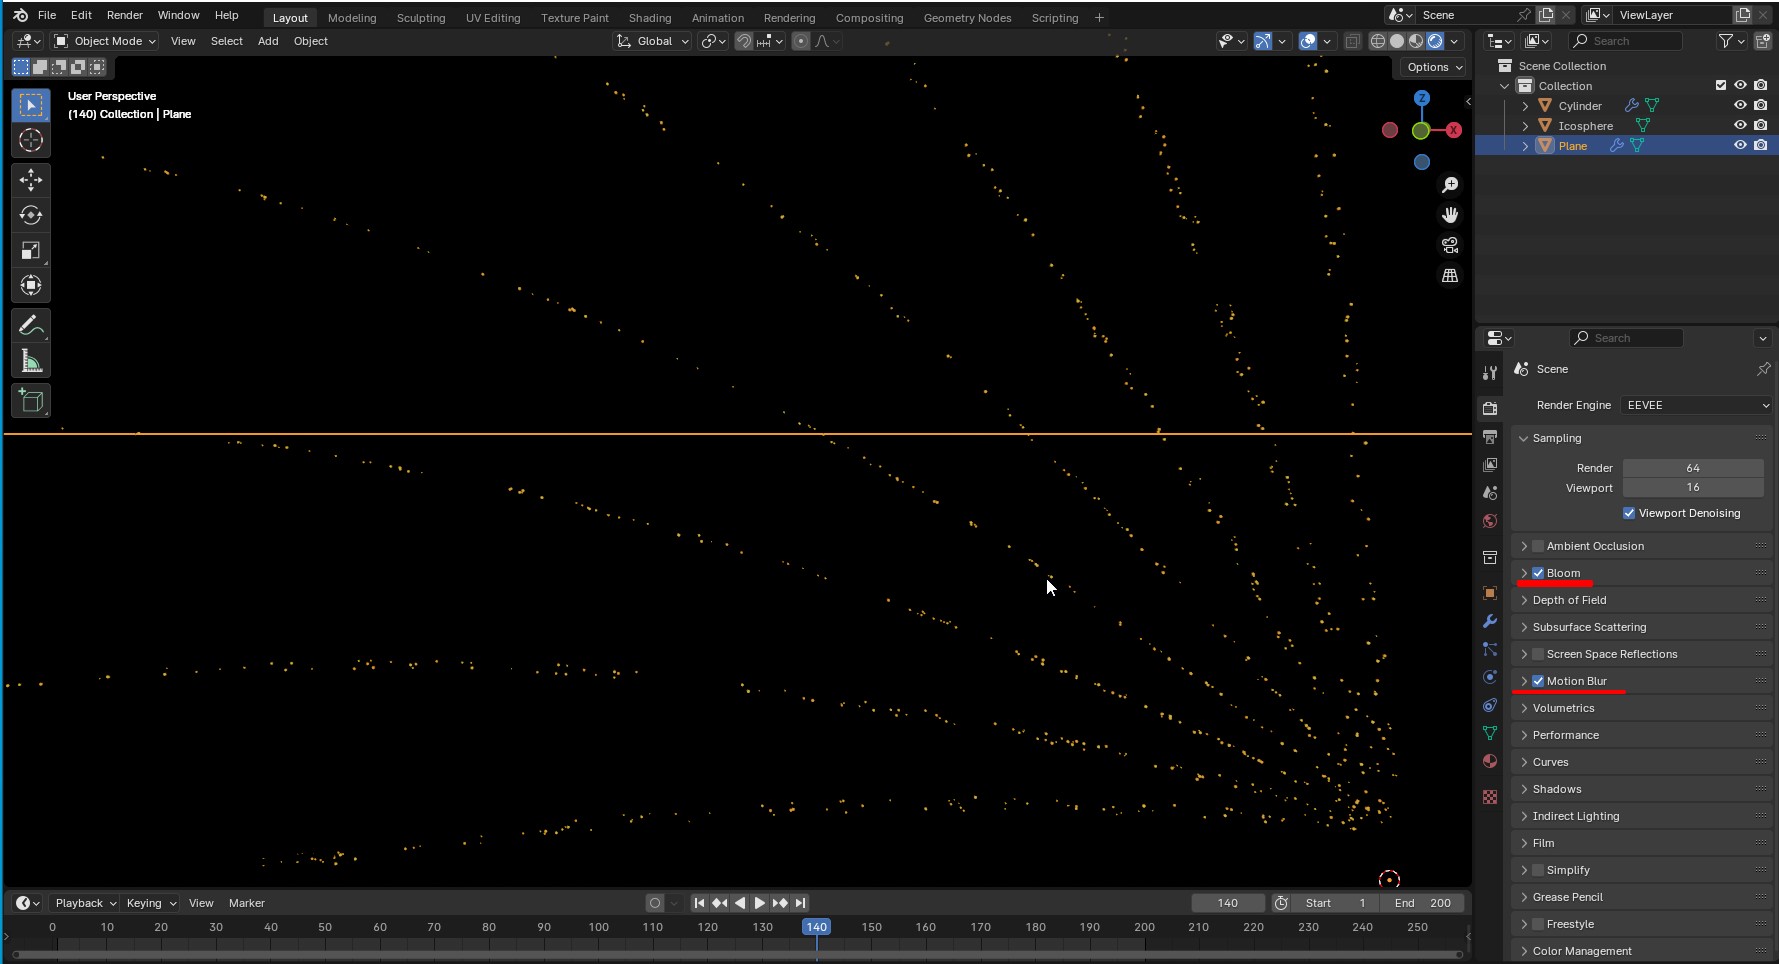 File Edit Render Window Help Layout Modeling Sculpting UV Editing Texture Paint Shading Animation Rendering Compositing Geometry Nodes Scripting + Scene ViewLayer
Object Mode View Select Add Object Global Search
Options
User Perspective
(140) Collection | Plane
Z
X
Scene Collection
Collection
Cylinder
Icosphere
Plane
Search
Scene
Render Engine EEVEE
Sampling
Render 64
Viewport 16
Viewport Denoising
Ambient Occlusion
Bloom
Depth of Field
Subsurface Scattering
Screen Space Reflections
Motion Blur
Volumetrics
Performance
Curves
Shadows
Indirect Lighting
Film
Simplify
Grease Pencil
Freestyle
Color Management
Playback Keying View Marker 140 Start 1 End 200
0 10 20 30 40 50 60 70 80 90 100 110 120 130 140 150 160 170 180 190 200 210 220 230 240 250